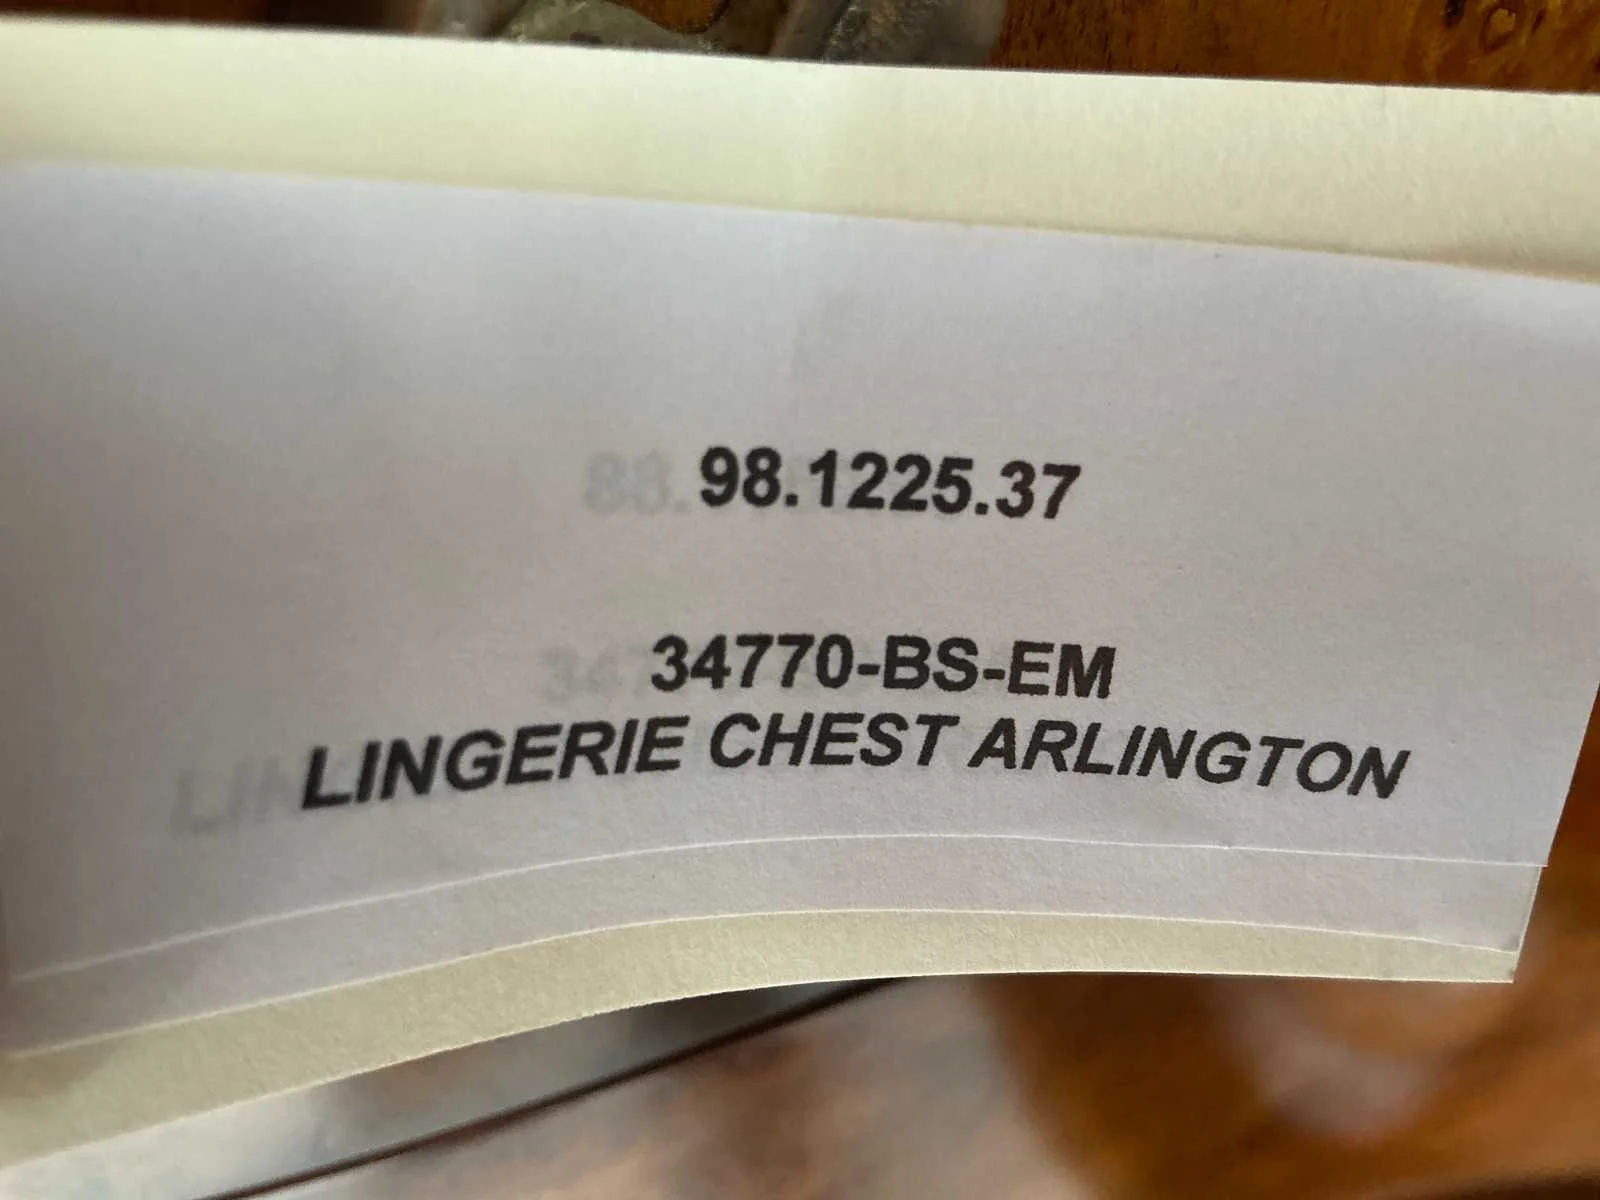 98.1225.37
34770-BS-EM
LINGERIE CHEST ARLINGTON